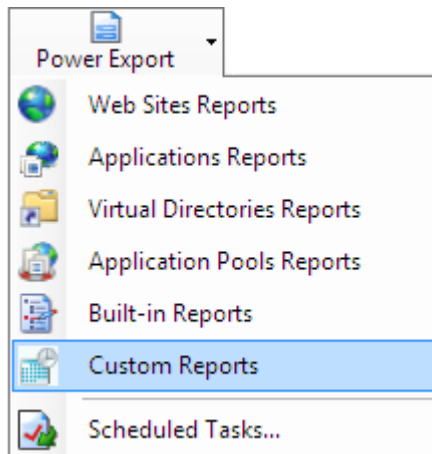 Power Export
Web Sites Reports
Applications Reports
Virtual Directories Reports
Application Pools Reports
Built-in Reports
Custom Reports
Scheduled Tasks...